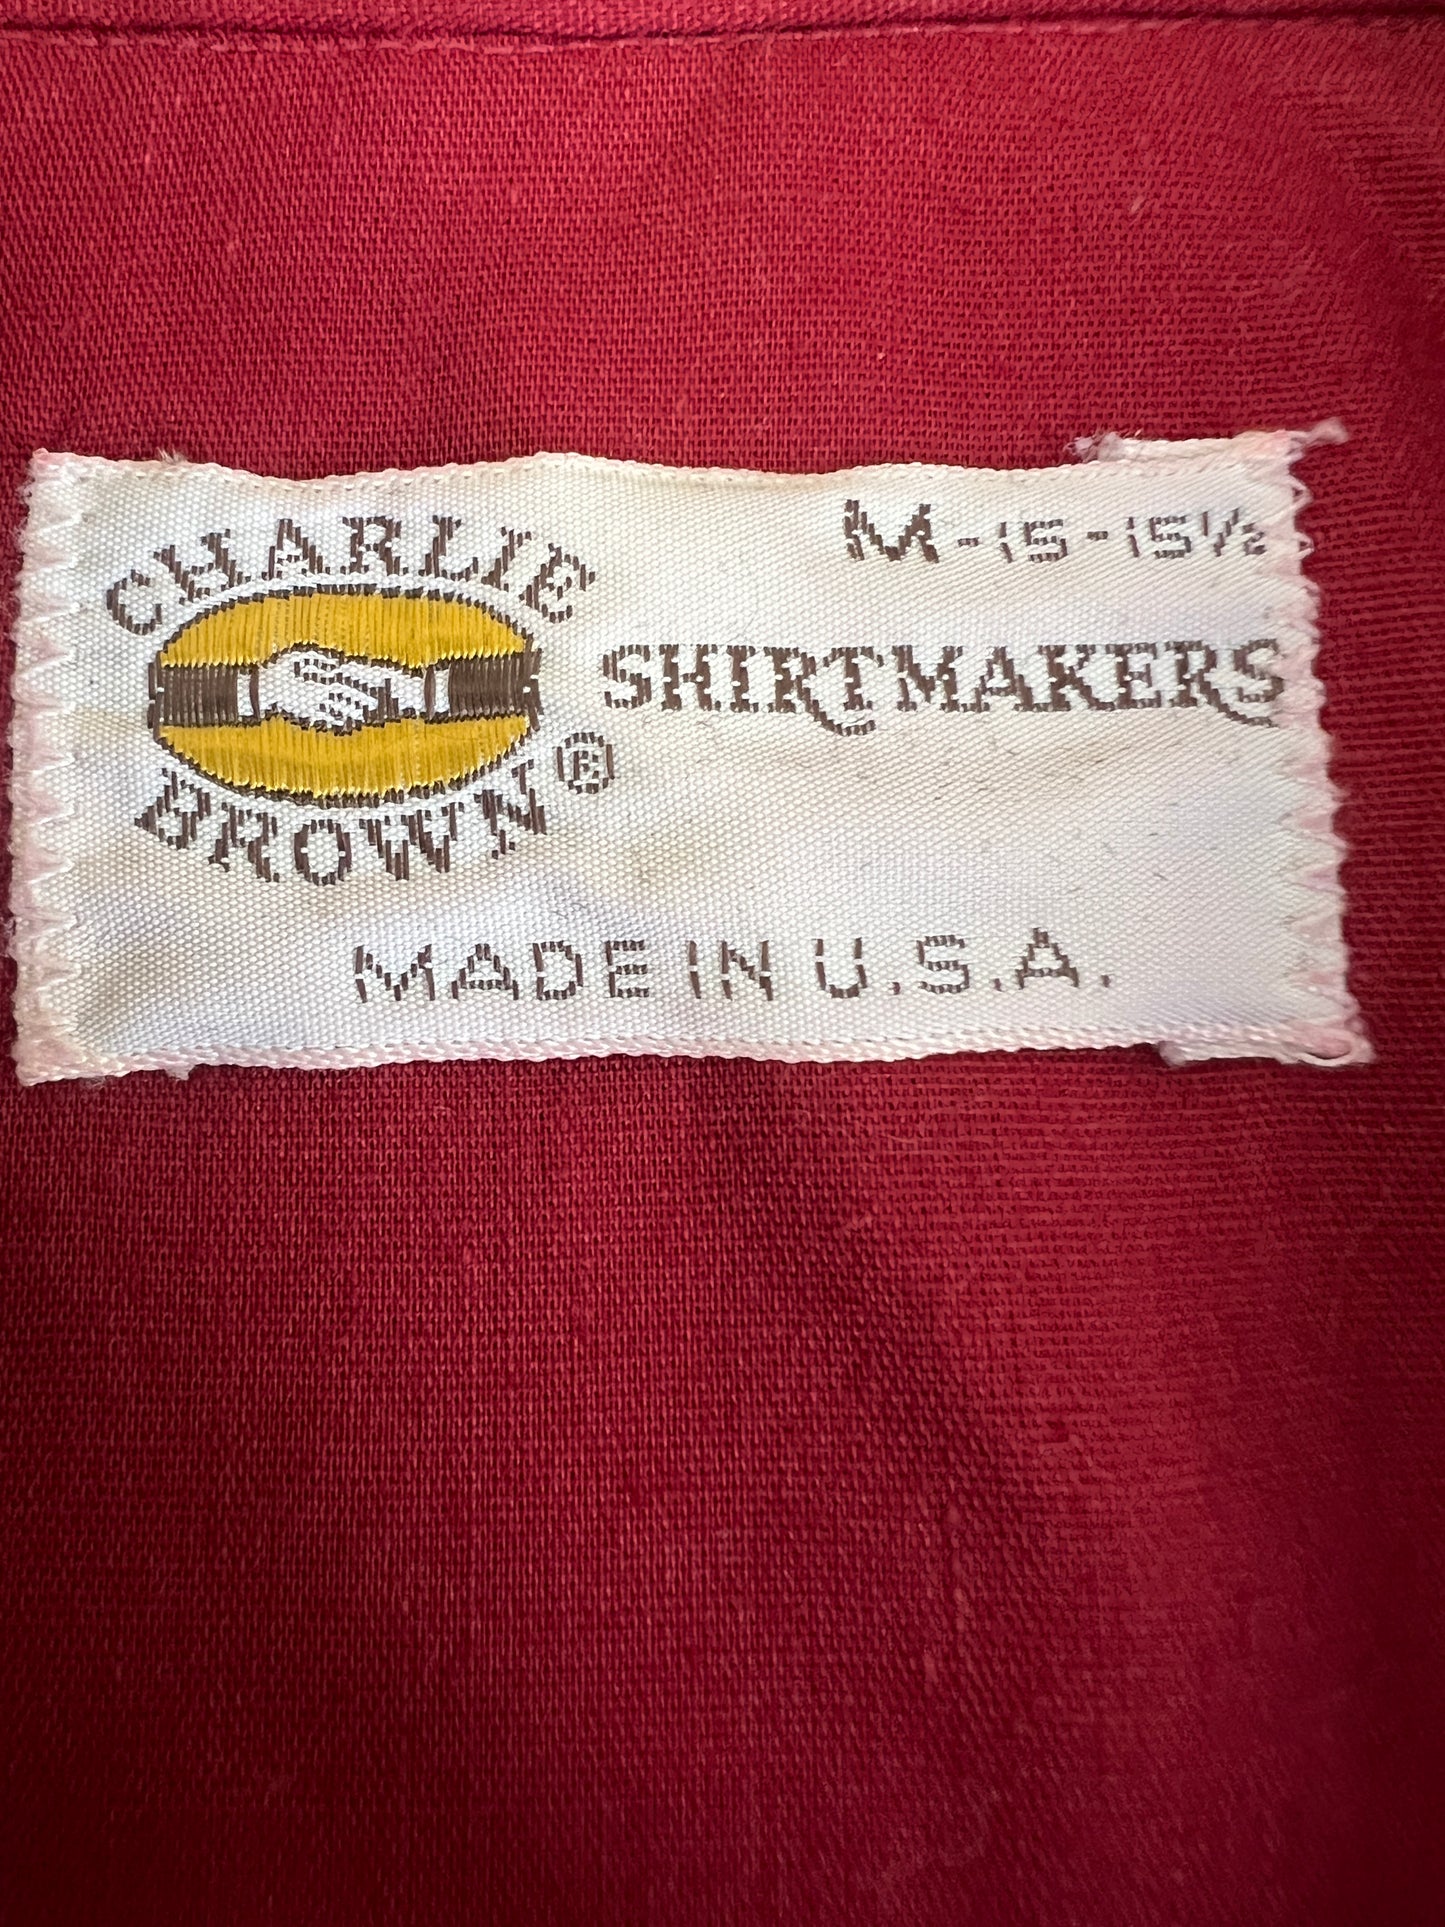 CHARLIE
BROWN®
M-15-15½
SHIRTMAKERS
MADE IN U.S.A.